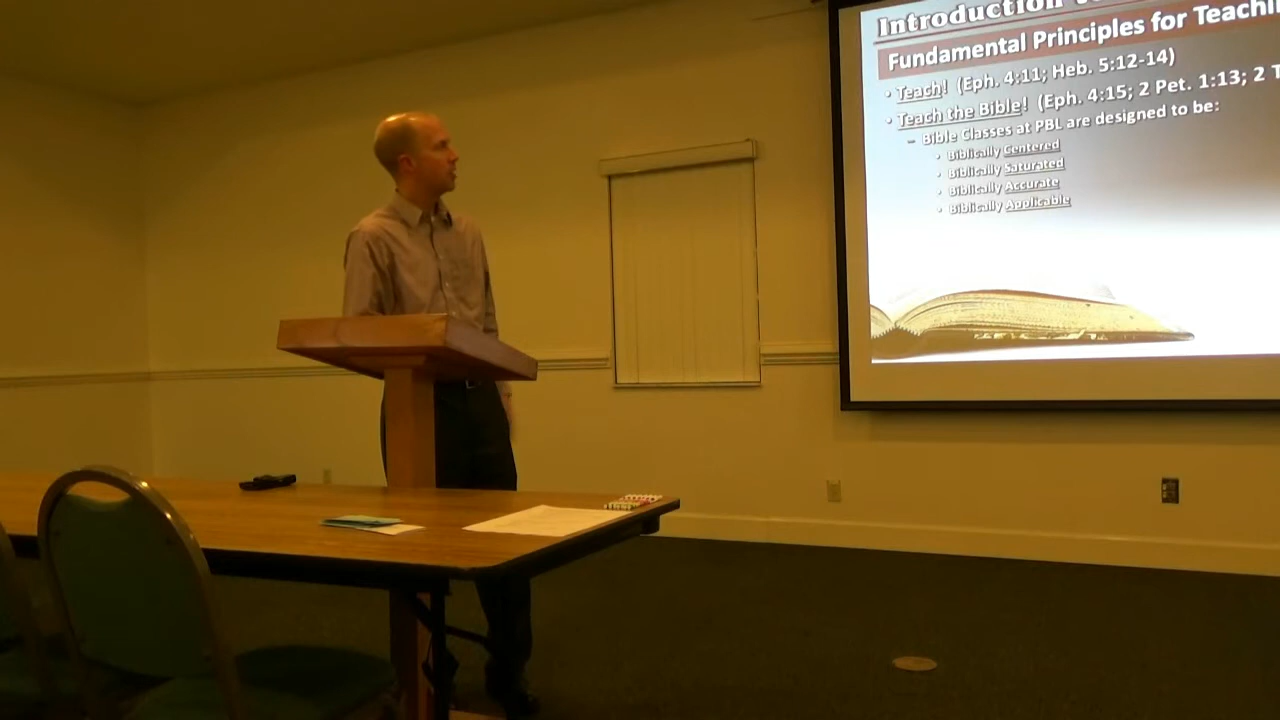 Introduction
Fundamental Principles for Teachi
• Teach! (Eph. 4:11; Heb. 5:12-14)
• Teach the Bible! (Eph. 4:15; 2 Pet. 1:13; 2 T
– Bible Classes at PBL are designed to be:
• Biblically Centered
• Biblically Saturated
• Biblically Accurate
• Biblically Applicable